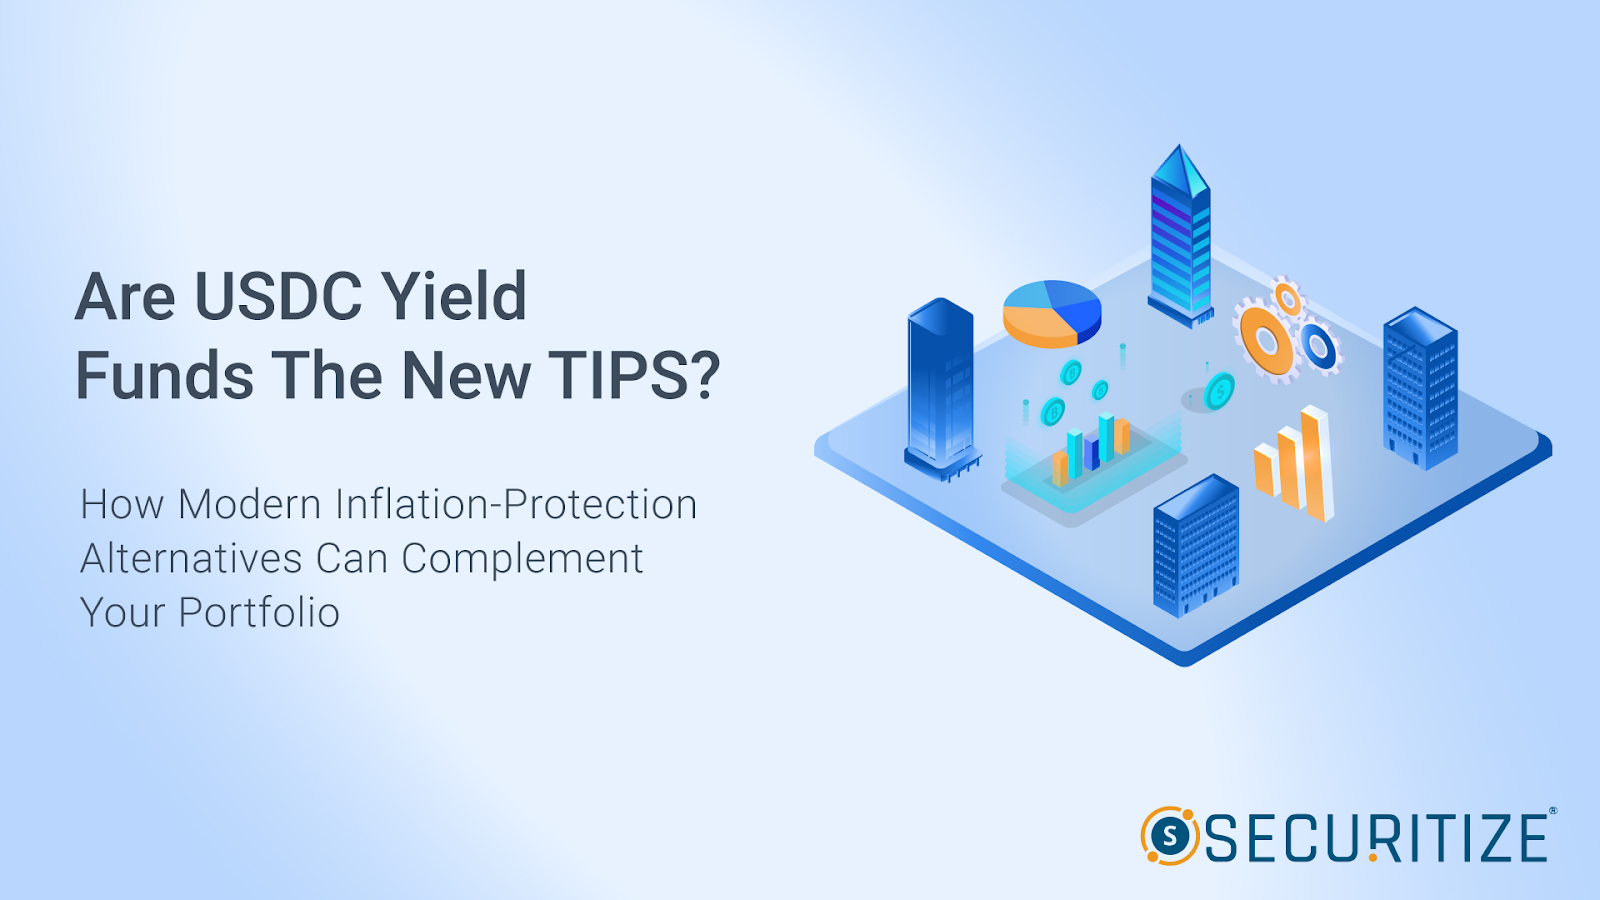 Are USDC Yield
Funds The New TIPS?
How Modern Inflation-Protection
Alternatives Can Complement
Your Portfolio
S SECURITIZE®